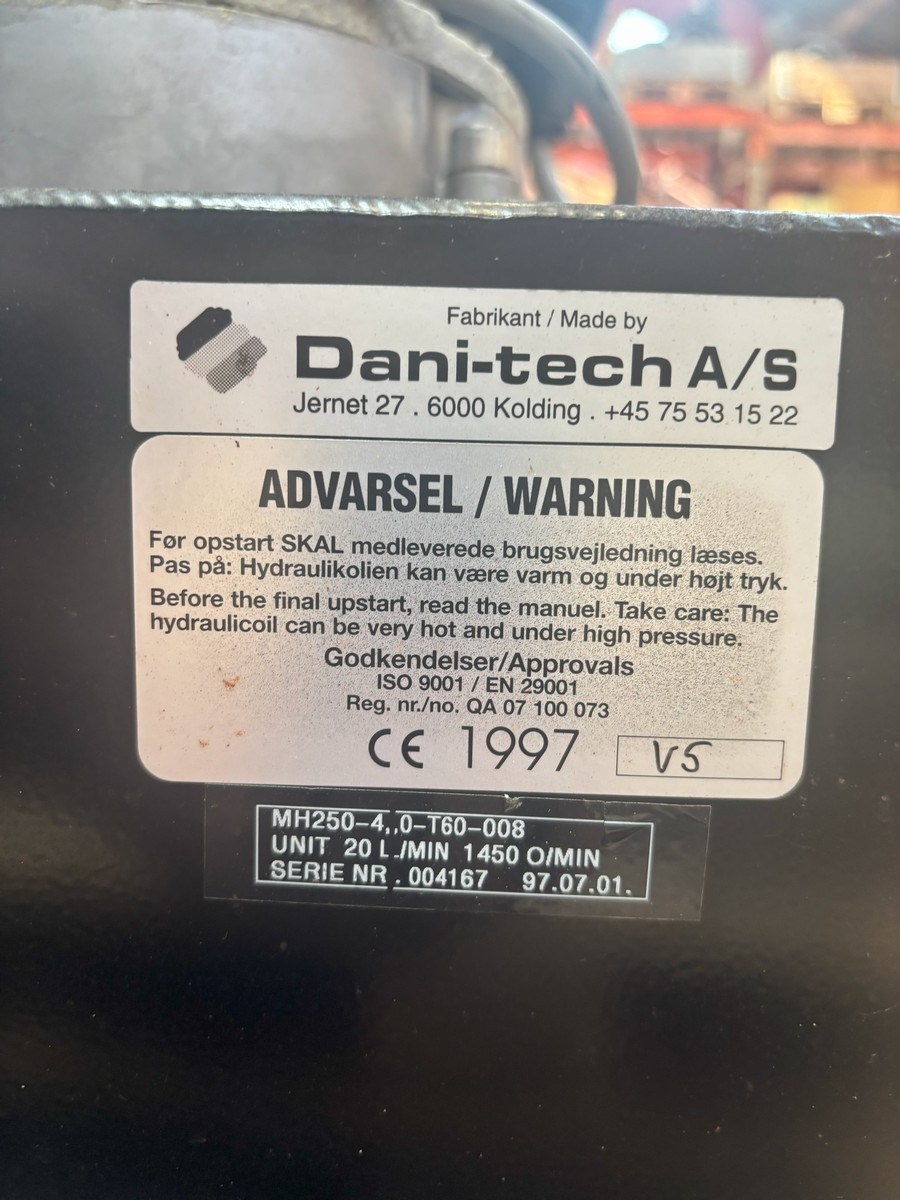 Fabrikant / Made by
Dani-tech A/S
Jernet 27 . 6000 Kolding . +45 75 53 15 22
ADVARSEL / WARNING
Før opstart SKAL medleverede brugsvejledning læses.
Pas på: Hydraulikolien kan være varm og under højt tryk.
Before the final upstart, read the manuel. Take care: The
hydraulicoil can be very hot and under high pressure.
Godkendelser/Approvals
ISO 9001 / EN 29001
Reg. nr./no. QA 07 100 073
CE 1997 V5
MH250-4,,0-T60-008
UNIT 20 L./MIN 1450 O/MIN
SERIE NR . 004167 97.07.01.